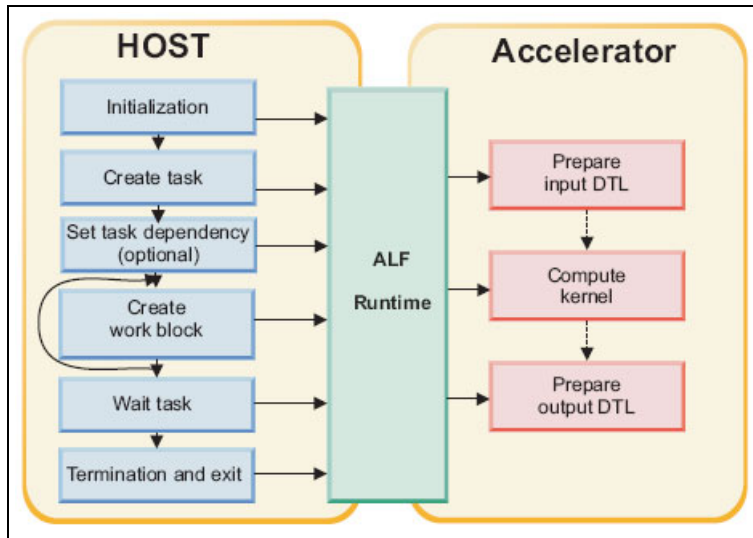 HOST
Initialization
Create task
Set task dependency
(optional)
Create
work block
Wait task
Termination and exit
ALF
Runtime
Accelerator
Prepare
input DTL
Compute
kernel
Prepare
output DTL